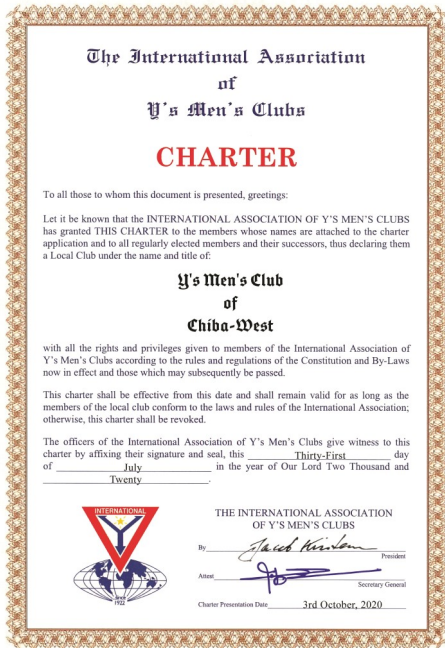 The International Association
of
Y's Men's Clubs
CHARTER
To all those to whom this document is presented, greetings:
Let it be known that the INTERNATIONAL ASSOCIATION OF Y'S MEN'S CLUBS
has granted THIS CHARTER to the members whose names are attached to the charter
application and to all regularly elected members and their successors, thus declaring them
a Local Club under the name and title of:
Y's Men's Club
of
Chiba-West
with all the rights and privileges given to members of the International Association of
Y's Men's Clubs according to the rules and regulations of the Constitution and By-Laws
now in effect and those which may subsequently be passed.
This charter shall be effective from this date and shall remain valid for as long as the
members of the local club conform to the laws and rules of the International Association;
otherwise, this charter shall be revoked.
The officers of the International Association of Y's Men's Clubs give witness to this
charter by affixing their signature and seal, this Thirty-First day
of July in the year of Our Lord Two Thousand and
Twenty.
INTERNATIONAL
Since
1922
THE INTERNATIONAL ASSOCIATION
OF Y'S MEN'S CLUBS
By Jacob
President
Attest
Secretary General
Charter Presentation Date 3rd October, 2020